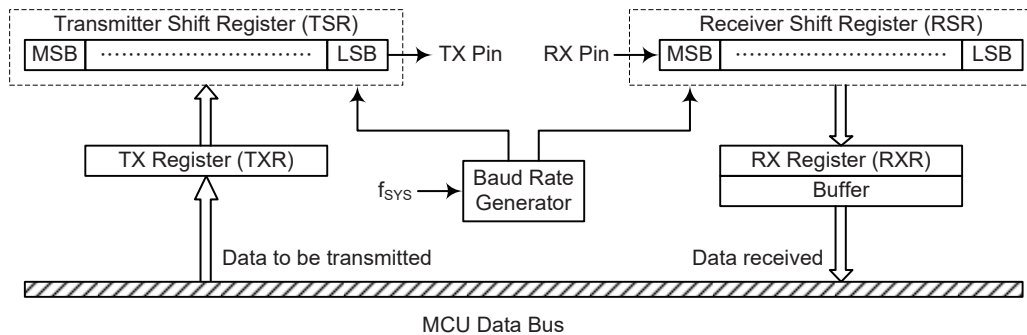 Transmitter Shift Register (TSR)
MSB ........................................ LSB
TX Pin
RX Pin
Receiver Shift Register (RSR)
MSB ........................................ LSB
TX Register (TXR)
fSYS
Baud Rate
Generator
RX Register (RXR)
Buffer
Data to be transmitted
Data received
MCU Data Bus